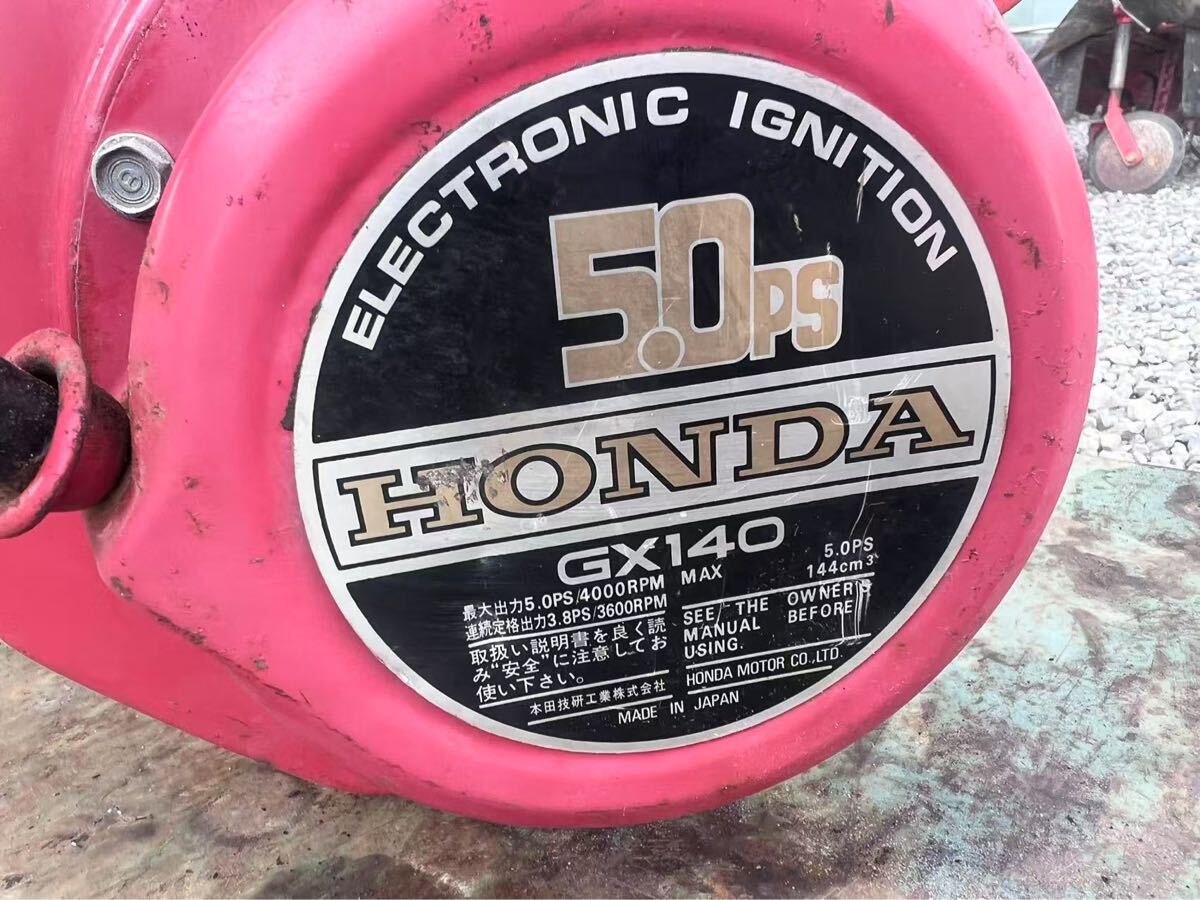 ELECTRONIC IGNITION
5.0PS
HONDA
GX140
最大出力5.0PS/4000RPM
連続定格出力3.8PS/3600RPM
取扱い説明書を良く読
み"安全"に注意してお
使い下さい。
本田技研工業株式会社
MAX 5.0PS
144cm³
SEE THE OWNER'S
MANUAL BEFORE
USING.
HONDA MOTOR CO.,LTD.
MADE IN JAPAN
8